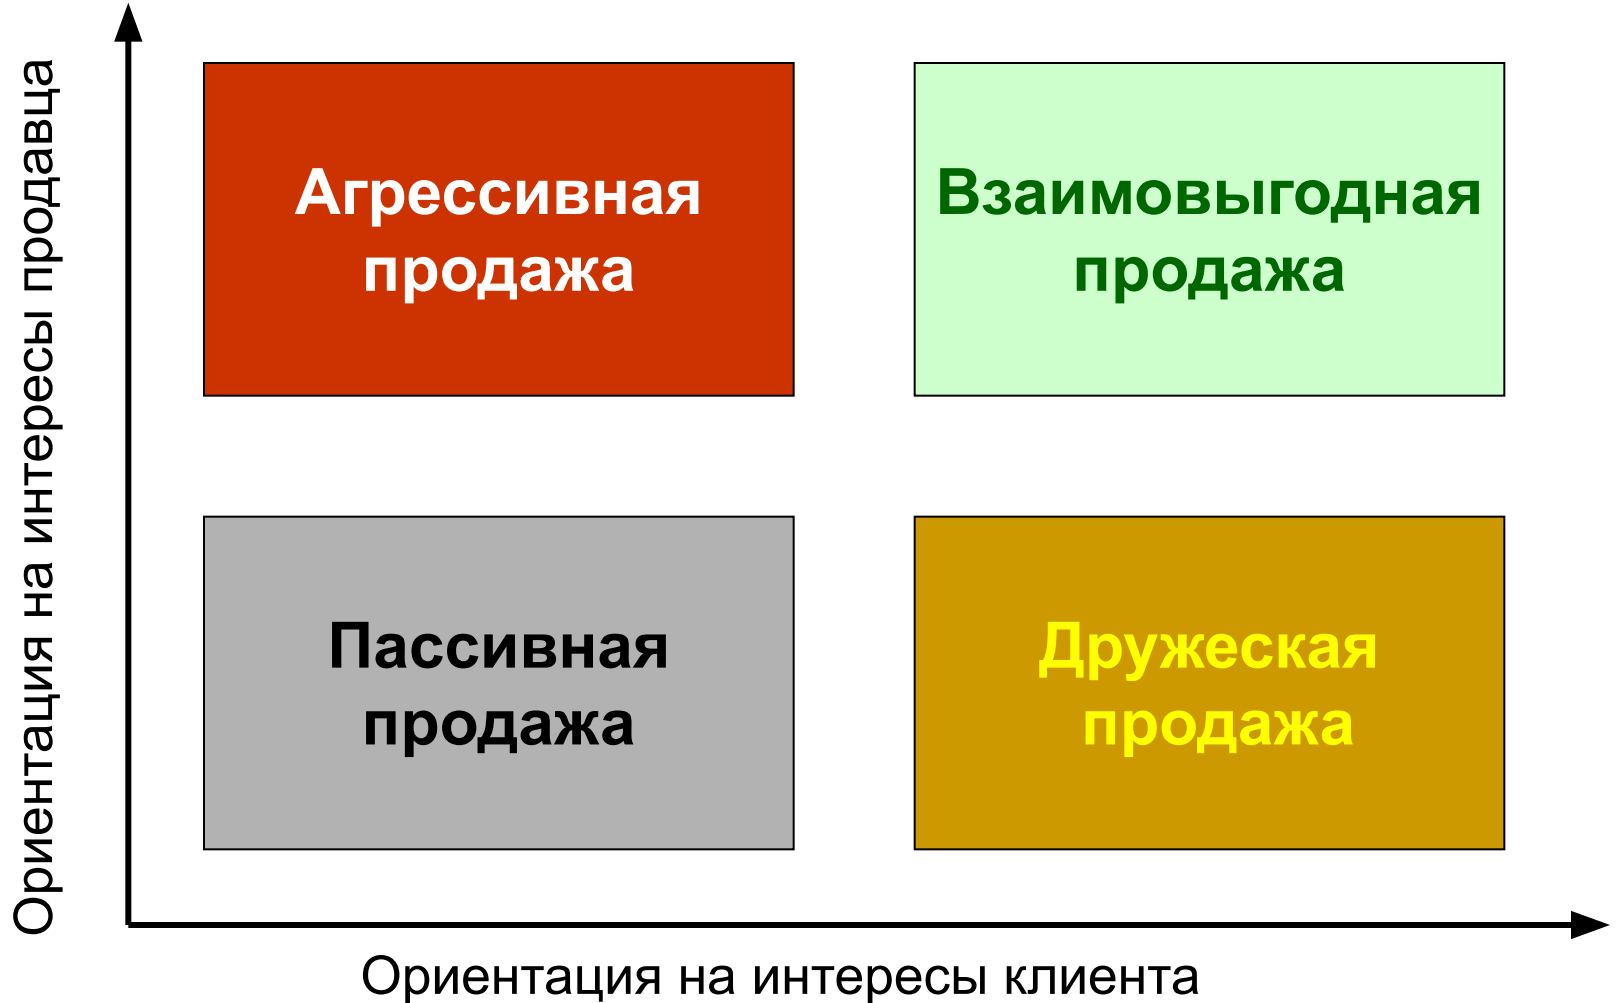 Ориентация на интересы продавца
Агрессивная
продажа
Взаимовыгодная
продажа
Пассивная
продажа
Дружеская
продажа
Ориентация на интересы клиента